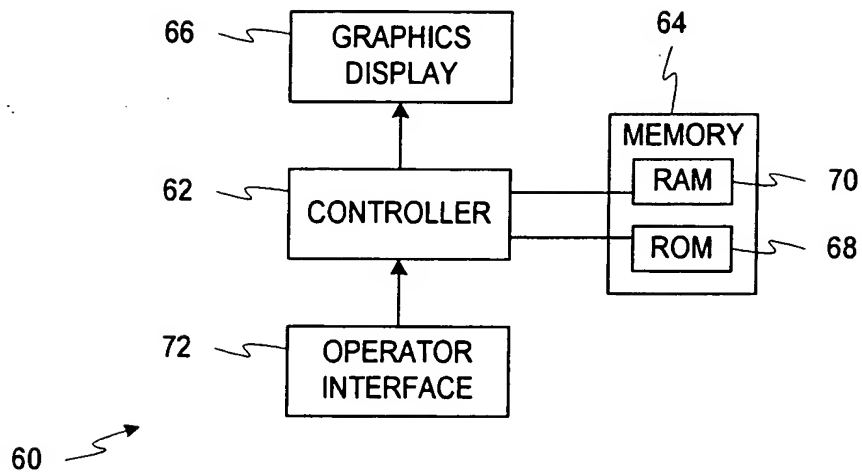 66
GRAPHICS
DISPLAY
64
MEMORY
62
CONTROLLER
RAM
70
ROM
68
72
OPERATOR
INTERFACE
60